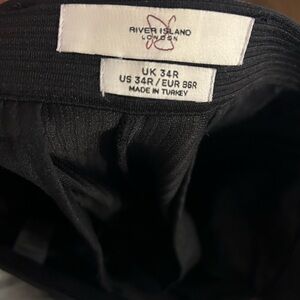 RIVER ISLAND
LONDON
UK 34R
US 34R / EUR 86R
MADE IN TURKEY